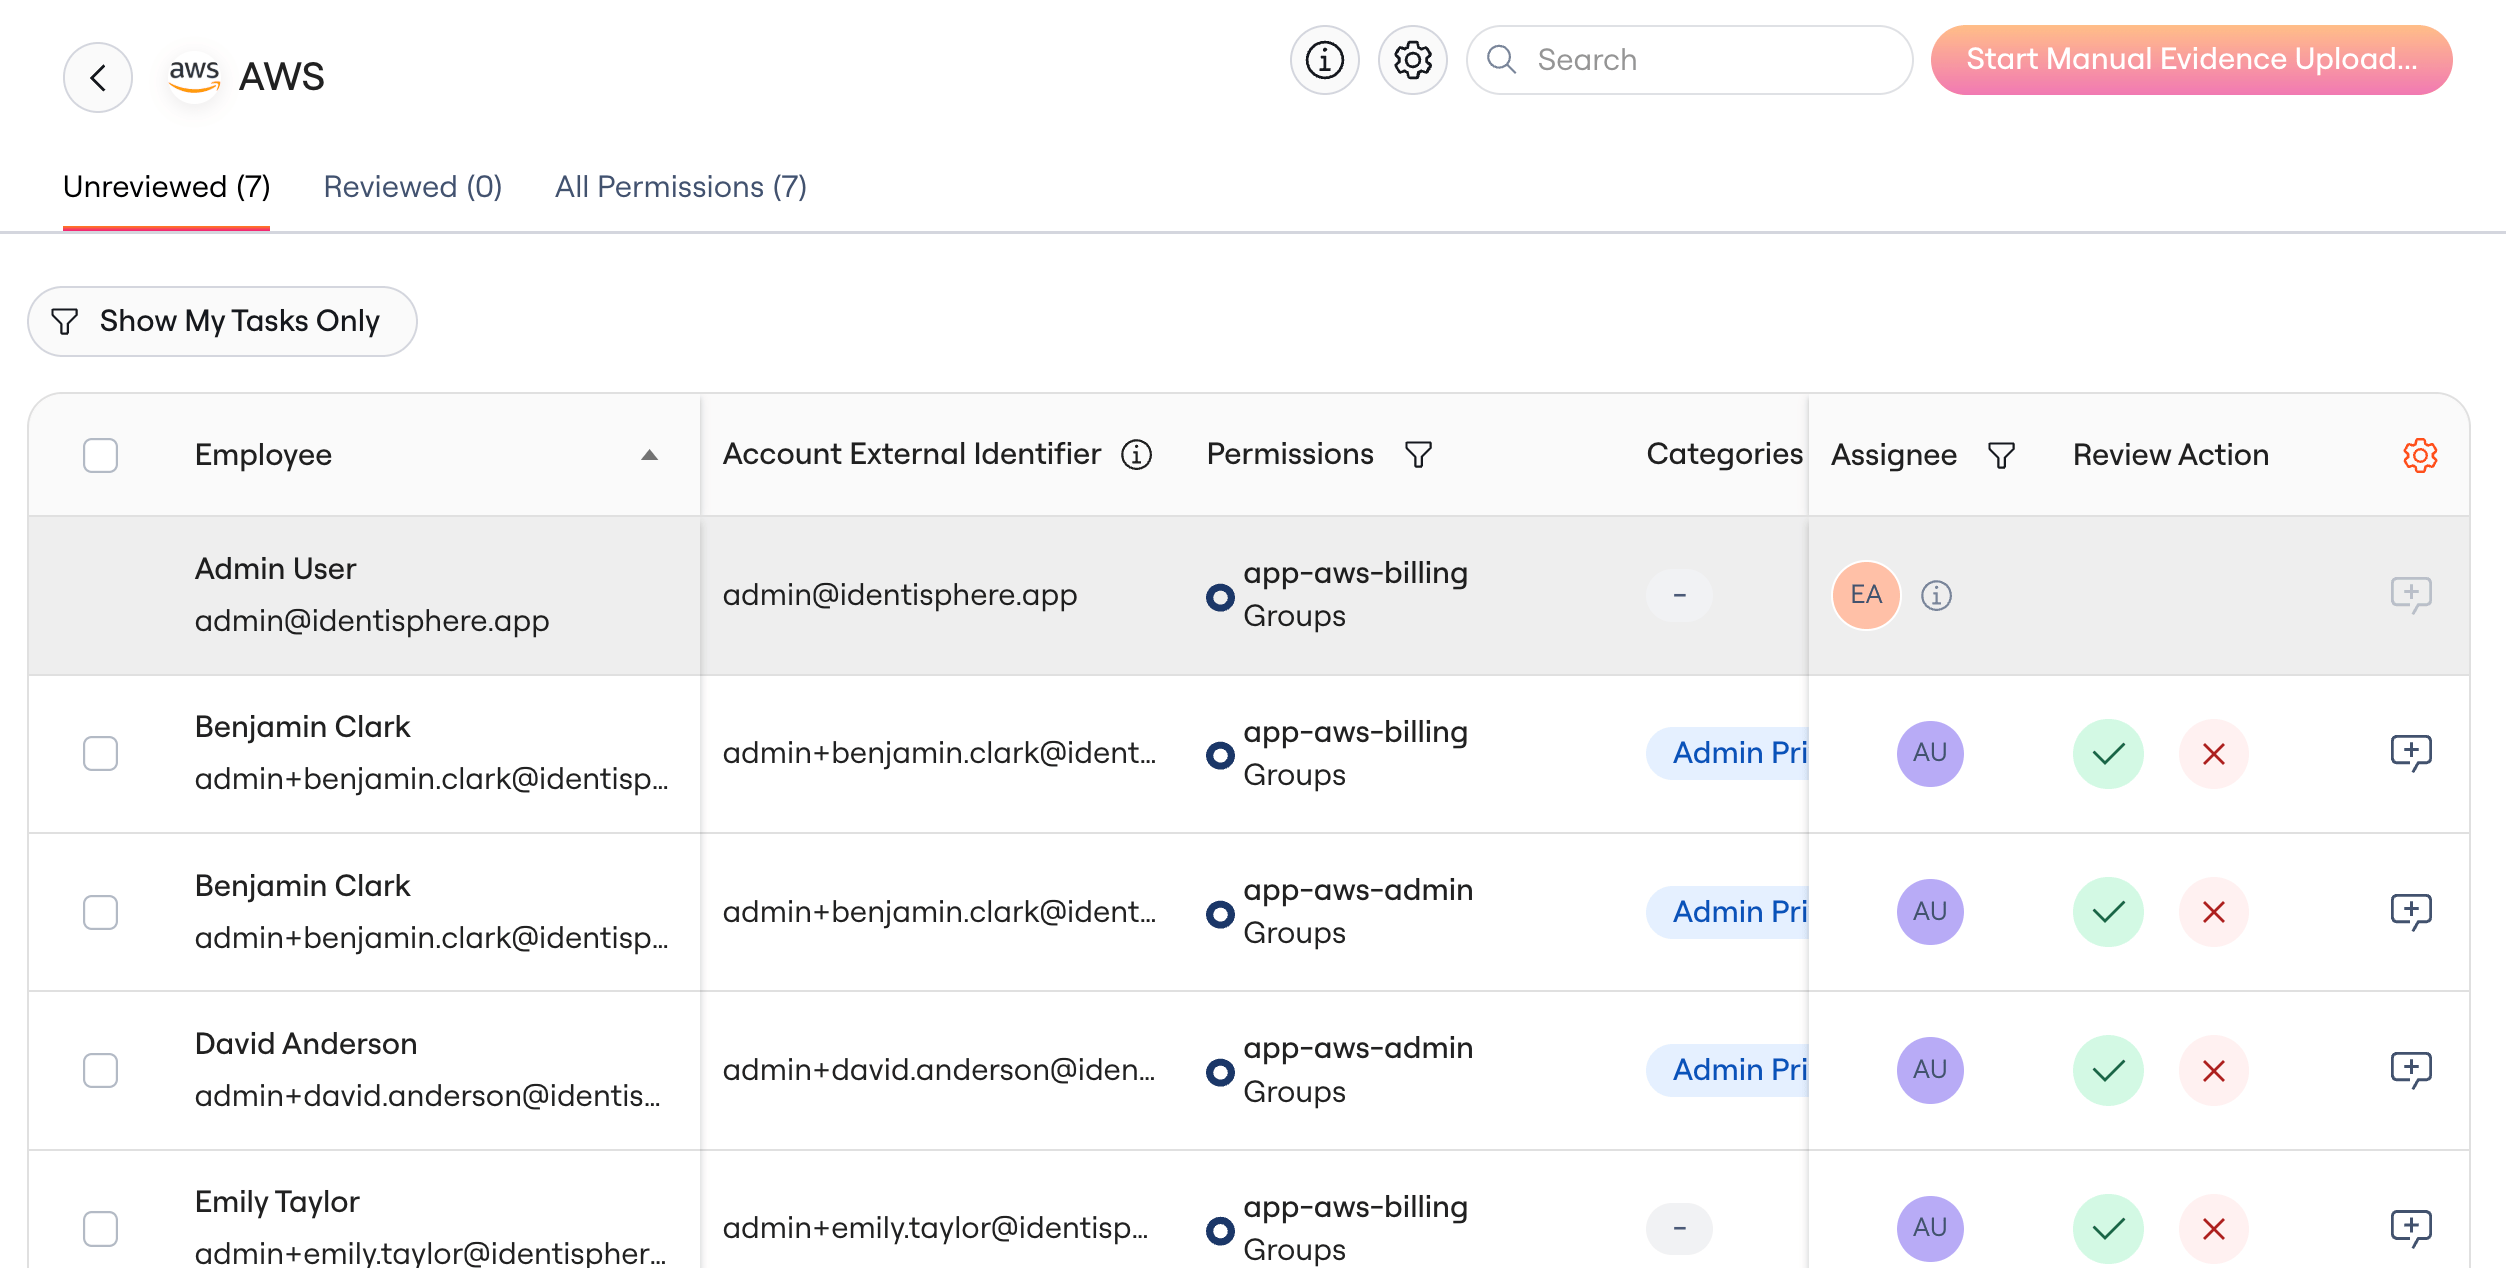 aws AWS
Search
Start Manual Evidence Upload...
Unreviewed (7) Reviewed (0) All Permissions (7)
Show My Tasks Only
Employee Account External Identifier Permissions Categories Assignee Review Action
Admin User
admin@identisphere.app
admin@identisphere.app
app-aws-billing
Groups
-
EA
Benjamin Clark
admin+benjamin.clark@identisp...
admin+benjamin.clark@ident...
app-aws-billing
Groups
Admin Pri
AU
Benjamin Clark
admin+benjamin.clark@identisp...
admin+benjamin.clark@ident...
app-aws-admin
Groups
Admin Pri
AU
David Anderson
admin+david.anderson@identis...
admin+david.anderson@iden...
app-aws-admin
Groups
Admin Pri
AU
Emily Taylor
admin+emily.taylor@identispher...
admin+emily.taylor@identisp...
app-aws-billing
Groups
-
AU